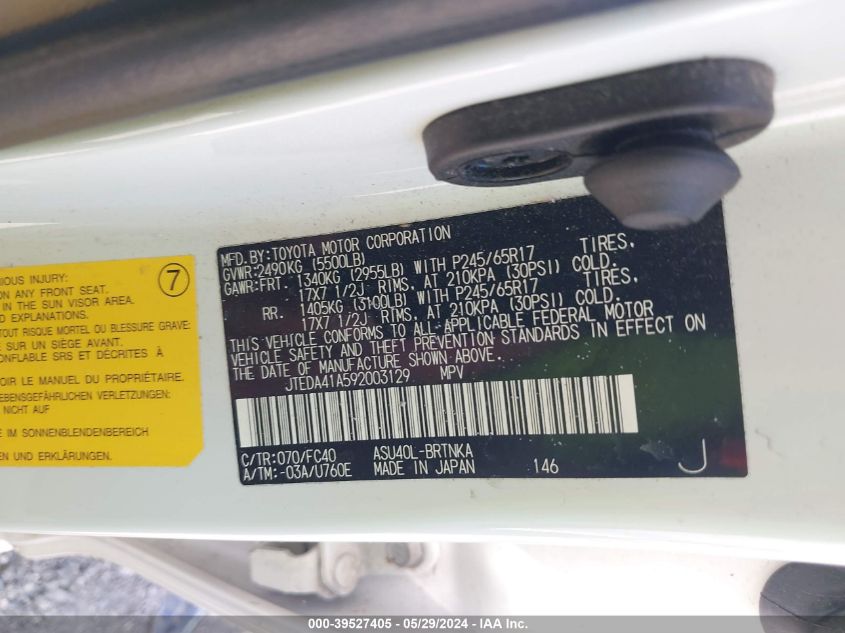 IOUS INJURY:
ON ANY FRONT SEAT.
IN THE SUN VISOR AREA.
D EXPLANATIONS.
TOUT RISQUE MORTEL OU BLESSURE GRAVE:
SUR UN SIÈGE AVANT.
ONFLABLE SRS ET DÉCRITES À
IOR LE MANUEL DU PROPRIÉTAIRE.
EBENSGEFÄHRLICHEN VERLETZUNGEN:
NICHT AUF
E IM SONNENBLENDENBEREICH
EN UND ERKLÄRUNGEN.
7
MFD.BY:TOYOTA MOTOR CORPORATION
GVWR:2490KG (5500LB)
GAWR:FRT. 1340KG (2955LB) WITH P245/65R17 TIRES,
17X7 1/2J RIMS, AT 210KPA (30PSI) COLD.
RR. 1405KG (3100LB) WITH P245/65R17 TIRES,
17X7 1/2J RIMS, AT 210KPA (30PSI) COLD.
THIS VEHICLE CONFORMS TO ALL APPLICABLE FEDERAL MOTOR
VEHICLE SAFETY AND THEFT PREVENTION STANDARDS IN EFFECT ON
THE DATE OF MANUFACTURE SHOWN ABOVE.
JTEDA41A592003129 MPV
C/TR:070/FC40 ASU40L-BRTNKA
A/TM:-03A/U760E MADE IN JAPAN 146 J
000-39527405 - 05/29/2024 - IAA Inc.